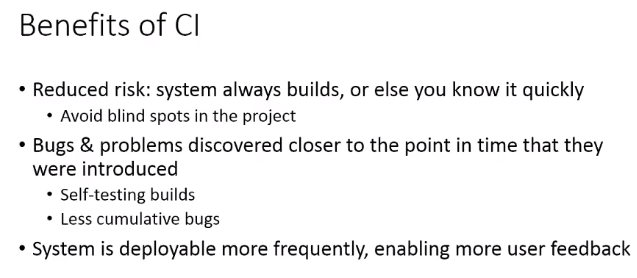 Benefits of CI
• Reduced risk: system always builds, or else you know it quickly
• Avoid blind spots in the project
• Bugs & problems discovered closer to the point in time that they
were introduced
• Self-testing builds
• Less cumulative bugs
• System is deployable more frequently, enabling more user feedback